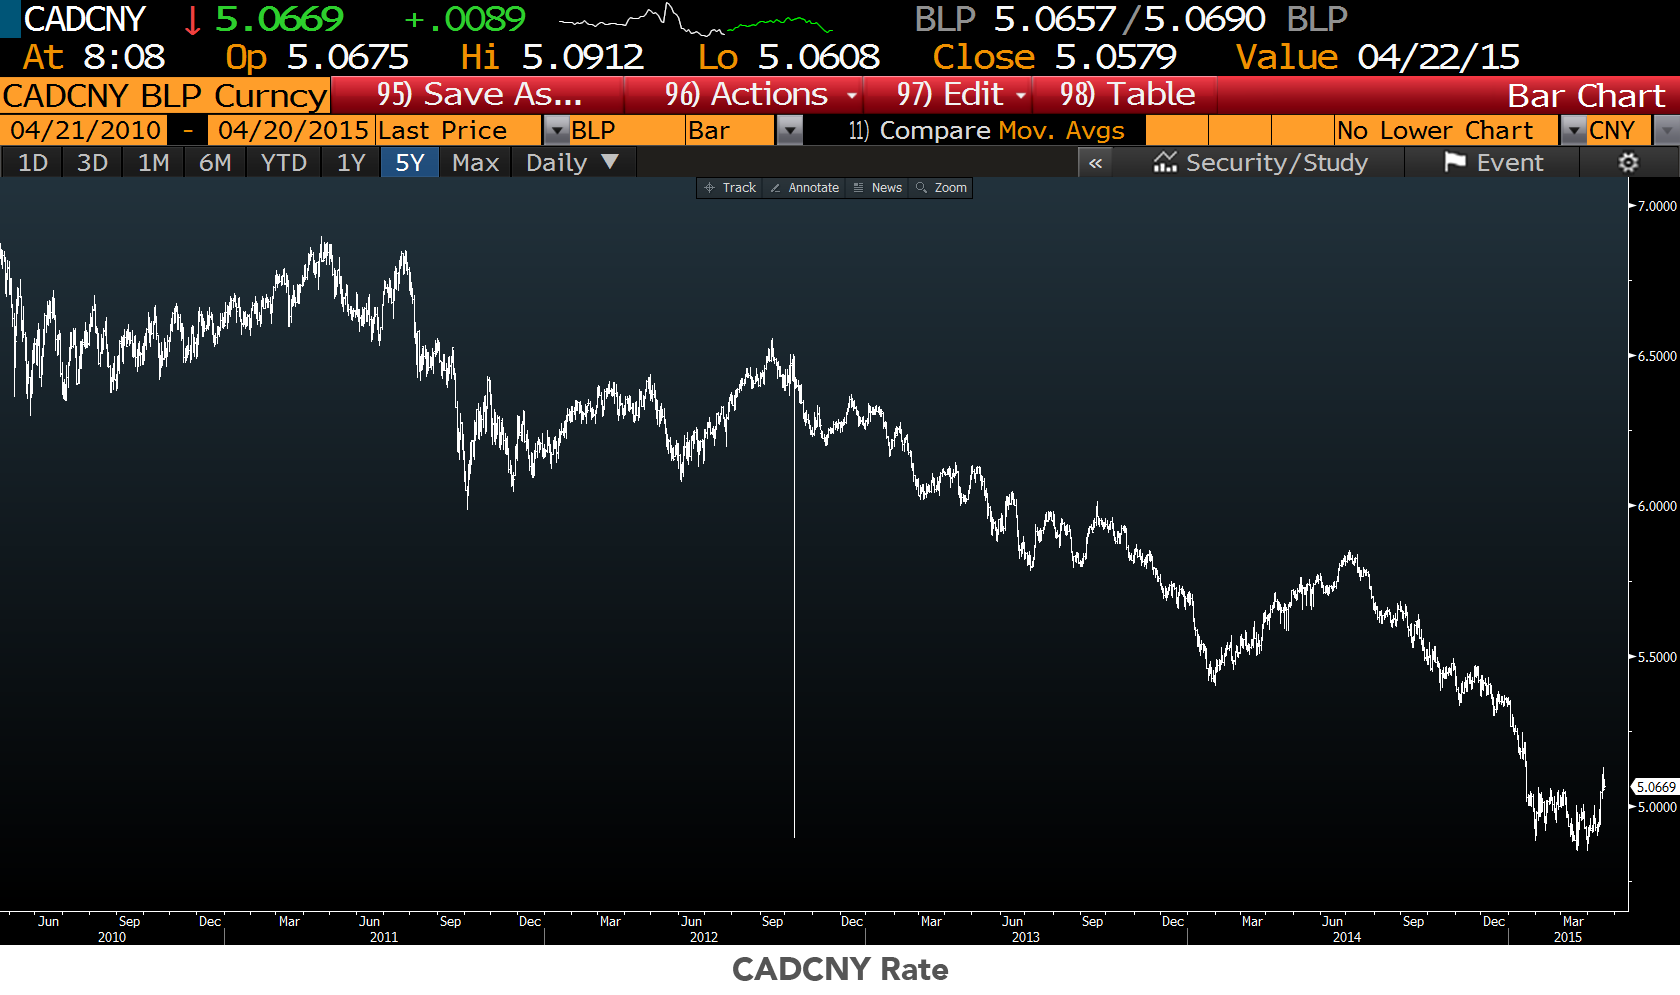 CADCNY ↓ 5.0669 +.0089 BLP 5.0657/5.0690 BLP
At 8:08 Op 5.0675 Hi 5.0912 Lo 5.0608 Close 5.0579 Value 04/22/15
CADCNY BLP Curncy 95) Save As... 96) Actions 97) Edit 98) Table Bar Chart
04/21/2010 - 04/20/2015 Last Price BLP Bar 11) Compare Mov. Avgs No Lower Chart CNY
1D 3D 1M 6M YTD 1Y 5Y Max Daily ▼ « Security/Study Event
Track Annotate News Zoom
7.0000
6.5000
6.0000
5.5000
5.0669
5.0000
Jun Sep Dec Mar Jun Sep Dec Mar Jun Sep Dec Mar Jun Sep Dec Mar Jun Sep Dec Mar
2010 2011 2012 2013 2014 2015
CADCNY Rate